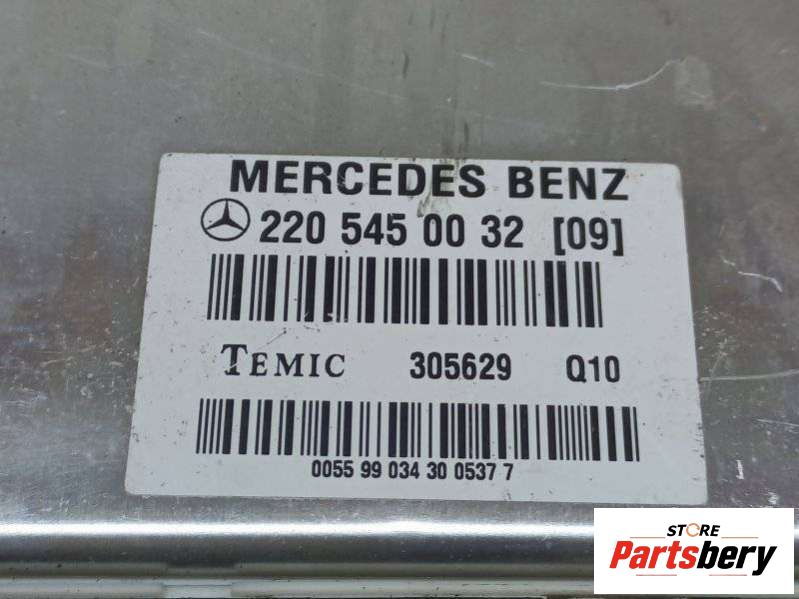 MERCEDES BENZ
220 545 00 32 [09]
TEMIC 305629 Q10
0055 99 034 30 0537 7
STORE
Partsbery